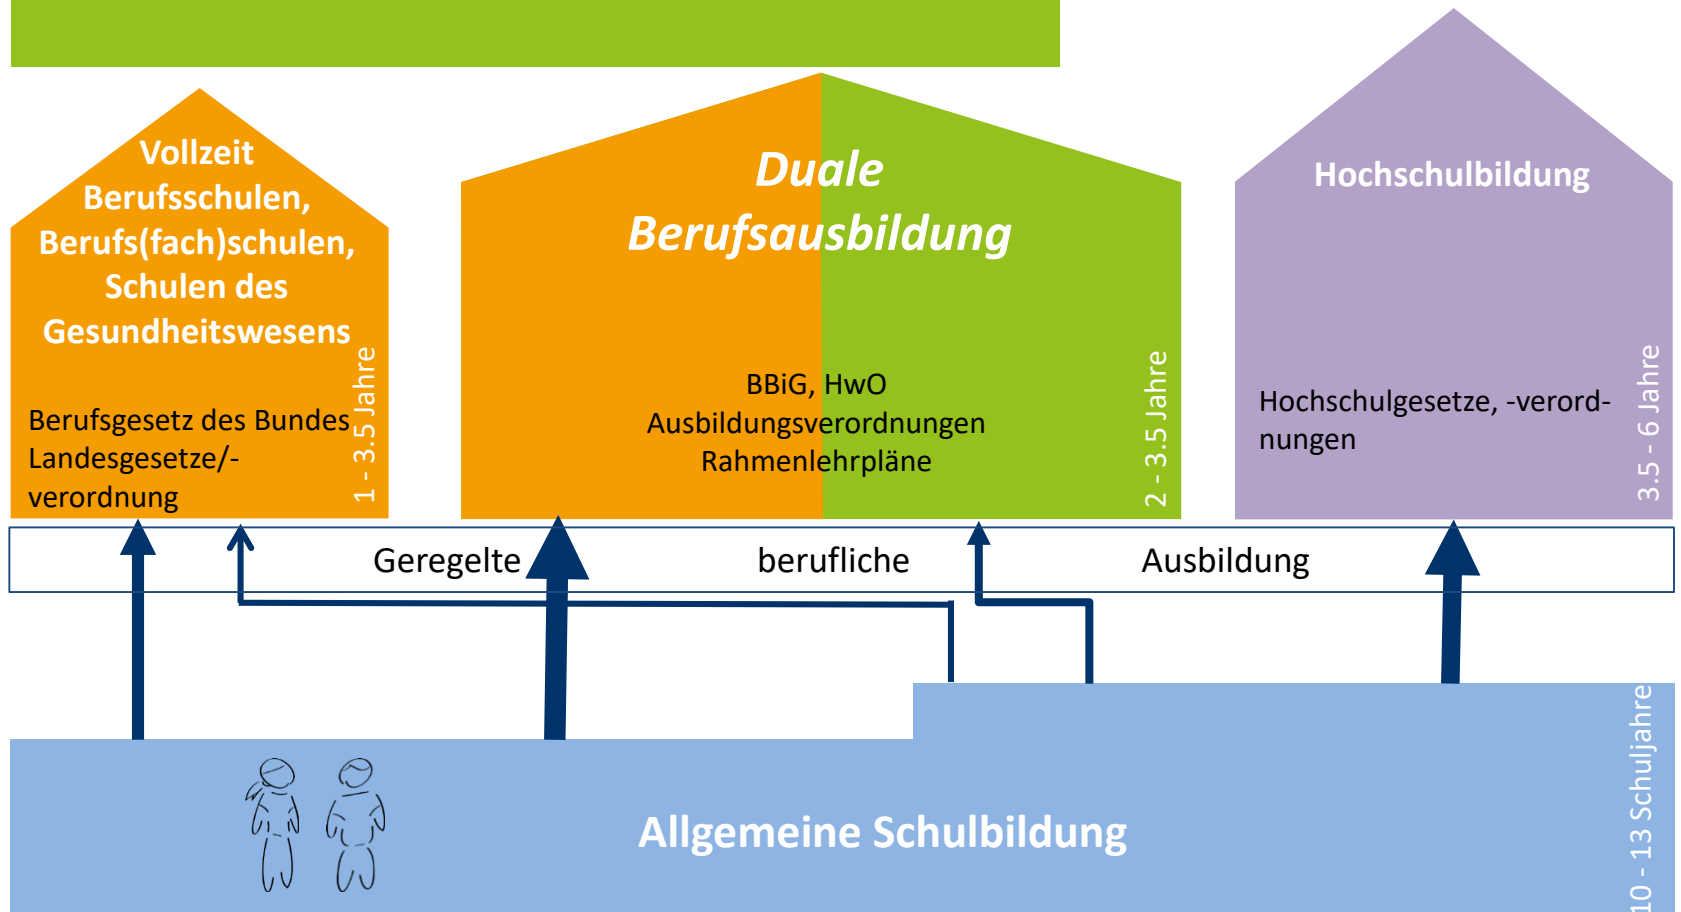 Vollzeit
Berufsschulen,
Berufs(fach)schulen,
Schulen des
Gesundheitswesens
Berufsgesetz des Bundes
Landesgesetze/-
verordnung
1 - 3.5 Jahre
Duale
Berufsausbildung
BBiG, HwO
Ausbildungsverordnungen
Rahmenlehrpläne
2 - 3.5 Jahre
Hochschulbildung
Hochschulgesetze, -verord-
nungen
3.5 - 6 Jahre
Geregelte berufliche Ausbildung
Allgemeine Schulbildung
10 - 13 Schuljahre